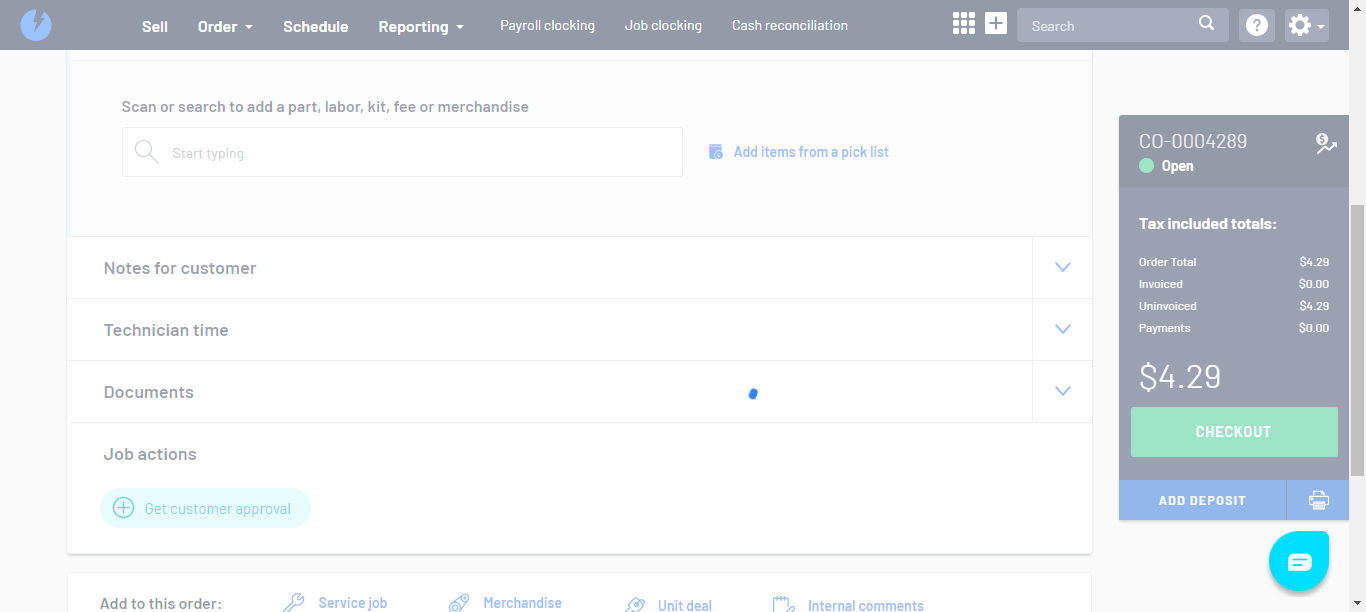 Sell Order Schedule Reporting Payroll clocking Job clocking Cash reconciliation Search ?
Scan or search to add a part, labor, kit, fee or merchandise
Start typing
Add items from a pick list
Notes for customer
Technician time
Documents
Job actions
Get customer approval
Add to this order: Service job Merchandise Unit deal Internal comments
CO-0004289
Open
Tax included totals:
Order Total $4.29
Invoiced $0.00
Uninvoiced $4.29
Payments $0.00
$4.29
CHECKOUT
ADD DEPOSIT